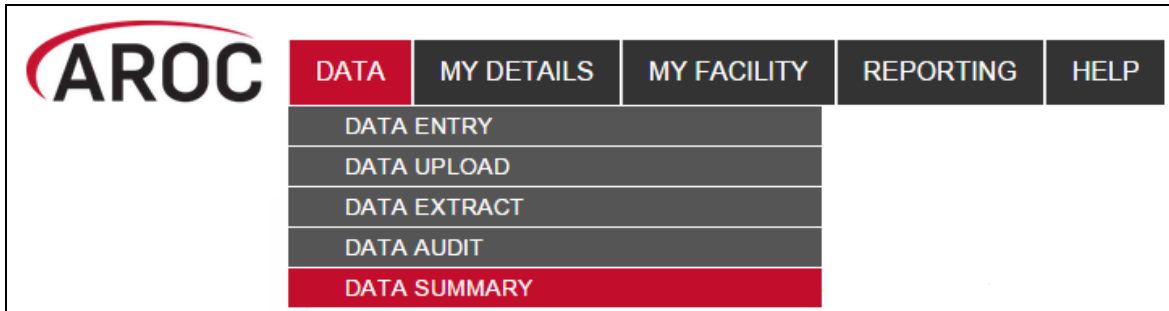 AROC DATA MY DETAILS MY FACILITY REPORTING HELP
DATA ENTRY
DATA UPLOAD
DATA EXTRACT
DATA AUDIT
DATA SUMMARY